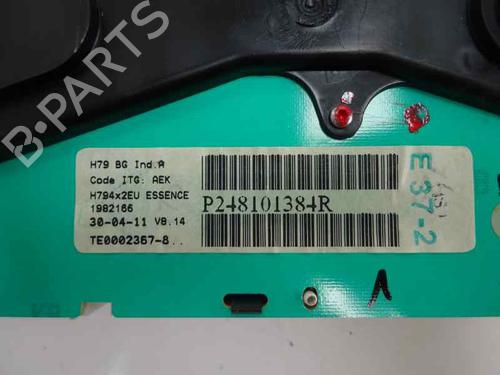 H79 BG Ind.A
Code ITG: AEK
H794x2EU ESSENCE
1982166
30-04-11 V8.14
TE0002367-8..
P248101384R
E 37-2
B-PARTS